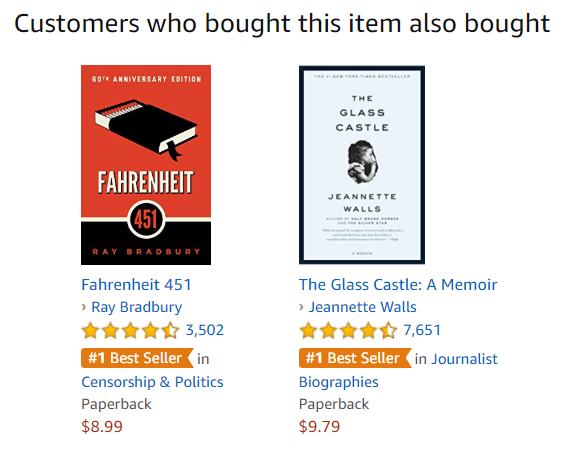 Customers who bought this item also bought
60TH ANNIVERSARY EDITION
FAHRENHEIT
451
RAY BRADBURY
Fahrenheit 451
› Ray Bradbury
3,502
#1 Best Seller in
Censorship & Politics
Paperback
$8.99
THE #1 NEW YORK TIMES BESTSELLER
THE
GLASS
CASTLE
JEANNETTE
WALLS
AUTHOR OF HALF BROKE HORSES
AND THE SILVER STAR
A MEMOIR
The Glass Castle: A Memoir
› Jeannette Walls
7,651
#1 Best Seller in Journalist
Biographies
Paperback
$9.79